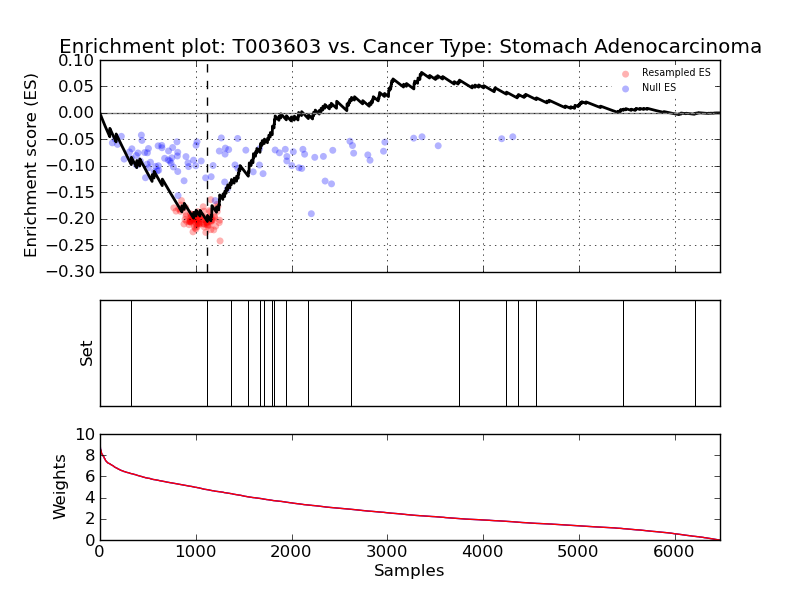 Enrichment plot: T003603 vs. Cancer Type: Stomach Adenocarcinoma
Enrichment score (ES)
0.10
0.05
0.00
−0.05
−0.10
−0.15
−0.20
−0.25
−0.30
Resampled ES
Null ES
Set
Weights
10
8
6
4
2
0
0 1000 2000 3000 4000 5000 6000
Samples